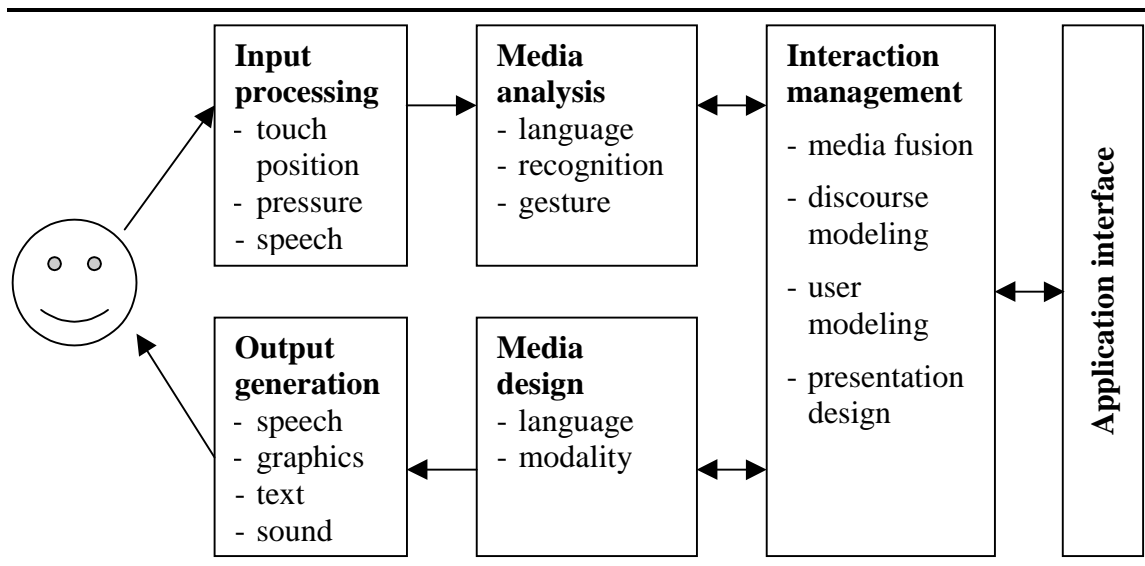 Input
processing
- touch
position
- pressure
- speech
Media
analysis
- language
- recognition
- gesture
Interaction
management
- media fusion
- discourse
modeling
- user
modeling
- presentation
design
Application interface
Output
generation
- speech
- graphics
- text
- sound
Media
design
- language
- modality